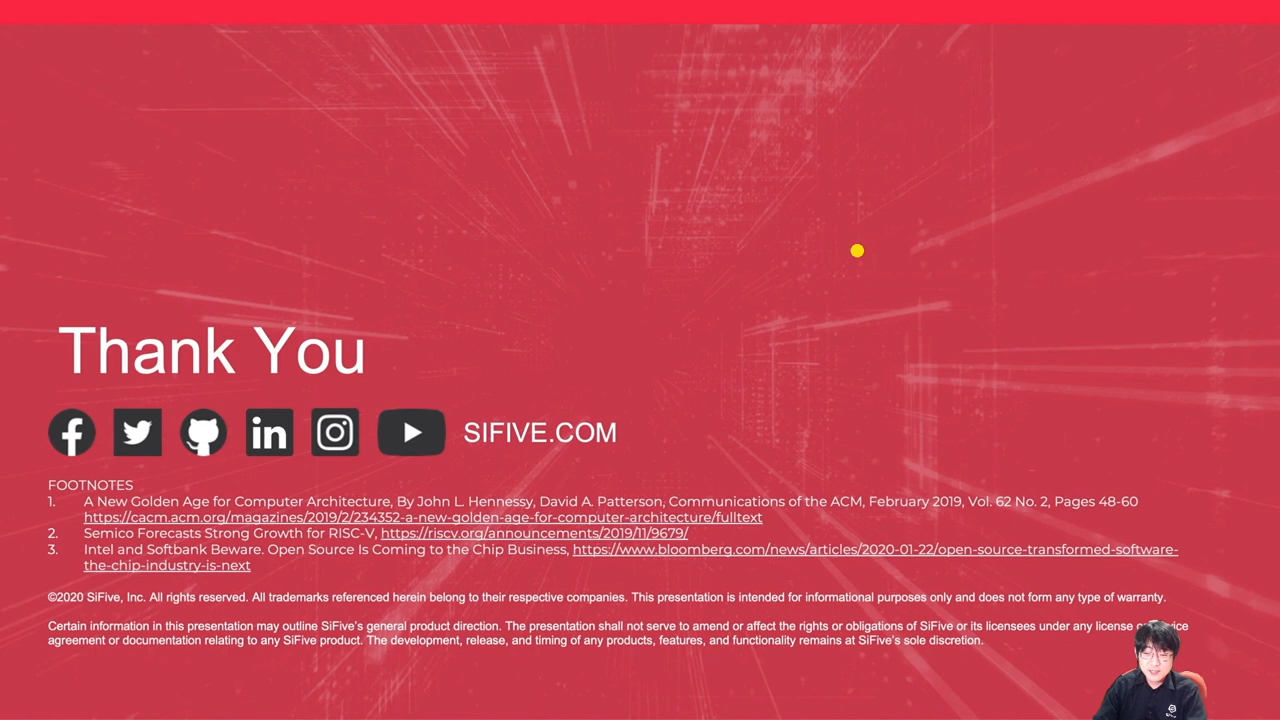 Thank You
SIFIVE.COM
FOOTNOTES
1. A New Golden Age for Computer Architecture, By John L. Hennessy, David A. Patterson, Communications of the ACM, February 2019, Vol. 62 No. 2, Pages 48-60
https://cacm.acm.org/magazines/2019/2/234352-a-new-golden-age-for-computer-architecture/fulltext
2. Semico Forecasts Strong Growth for RISC-V, https://riscv.org/announcements/2019/11/9679/
3. Intel and Softbank Beware. Open Source Is Coming to the Chip Business, https://www.bloomberg.com/news/articles/2020-01-22/open-source-transformed-software-
the-chip-industry-is-next
©2020 SiFive, Inc. All rights reserved. All trademarks referenced herein belong to their respective companies. This presentation is intended for informational purposes only and does not form any type of warranty.
Certain information in this presentation may outline SiFive's general product direction. The presentation shall not serve to amend or affect the rights or obligations of SiFive or its licensees under any license
agreement or documentation relating to any SiFive product. The development, release, and timing of any products, features, and functionality remains at SiFive's sole discretion.